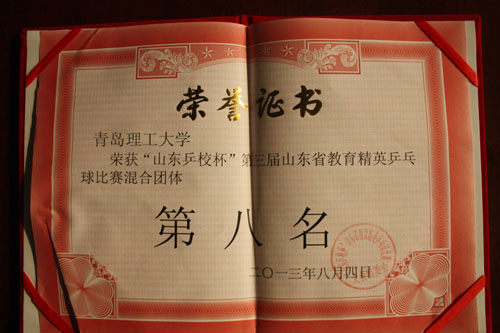 荣誉证书
青岛理工大学
荣获“山东乒校杯”第三届山东省教育精英乒乓
球比赛混合团体
第八名
二〇一三年八月四日